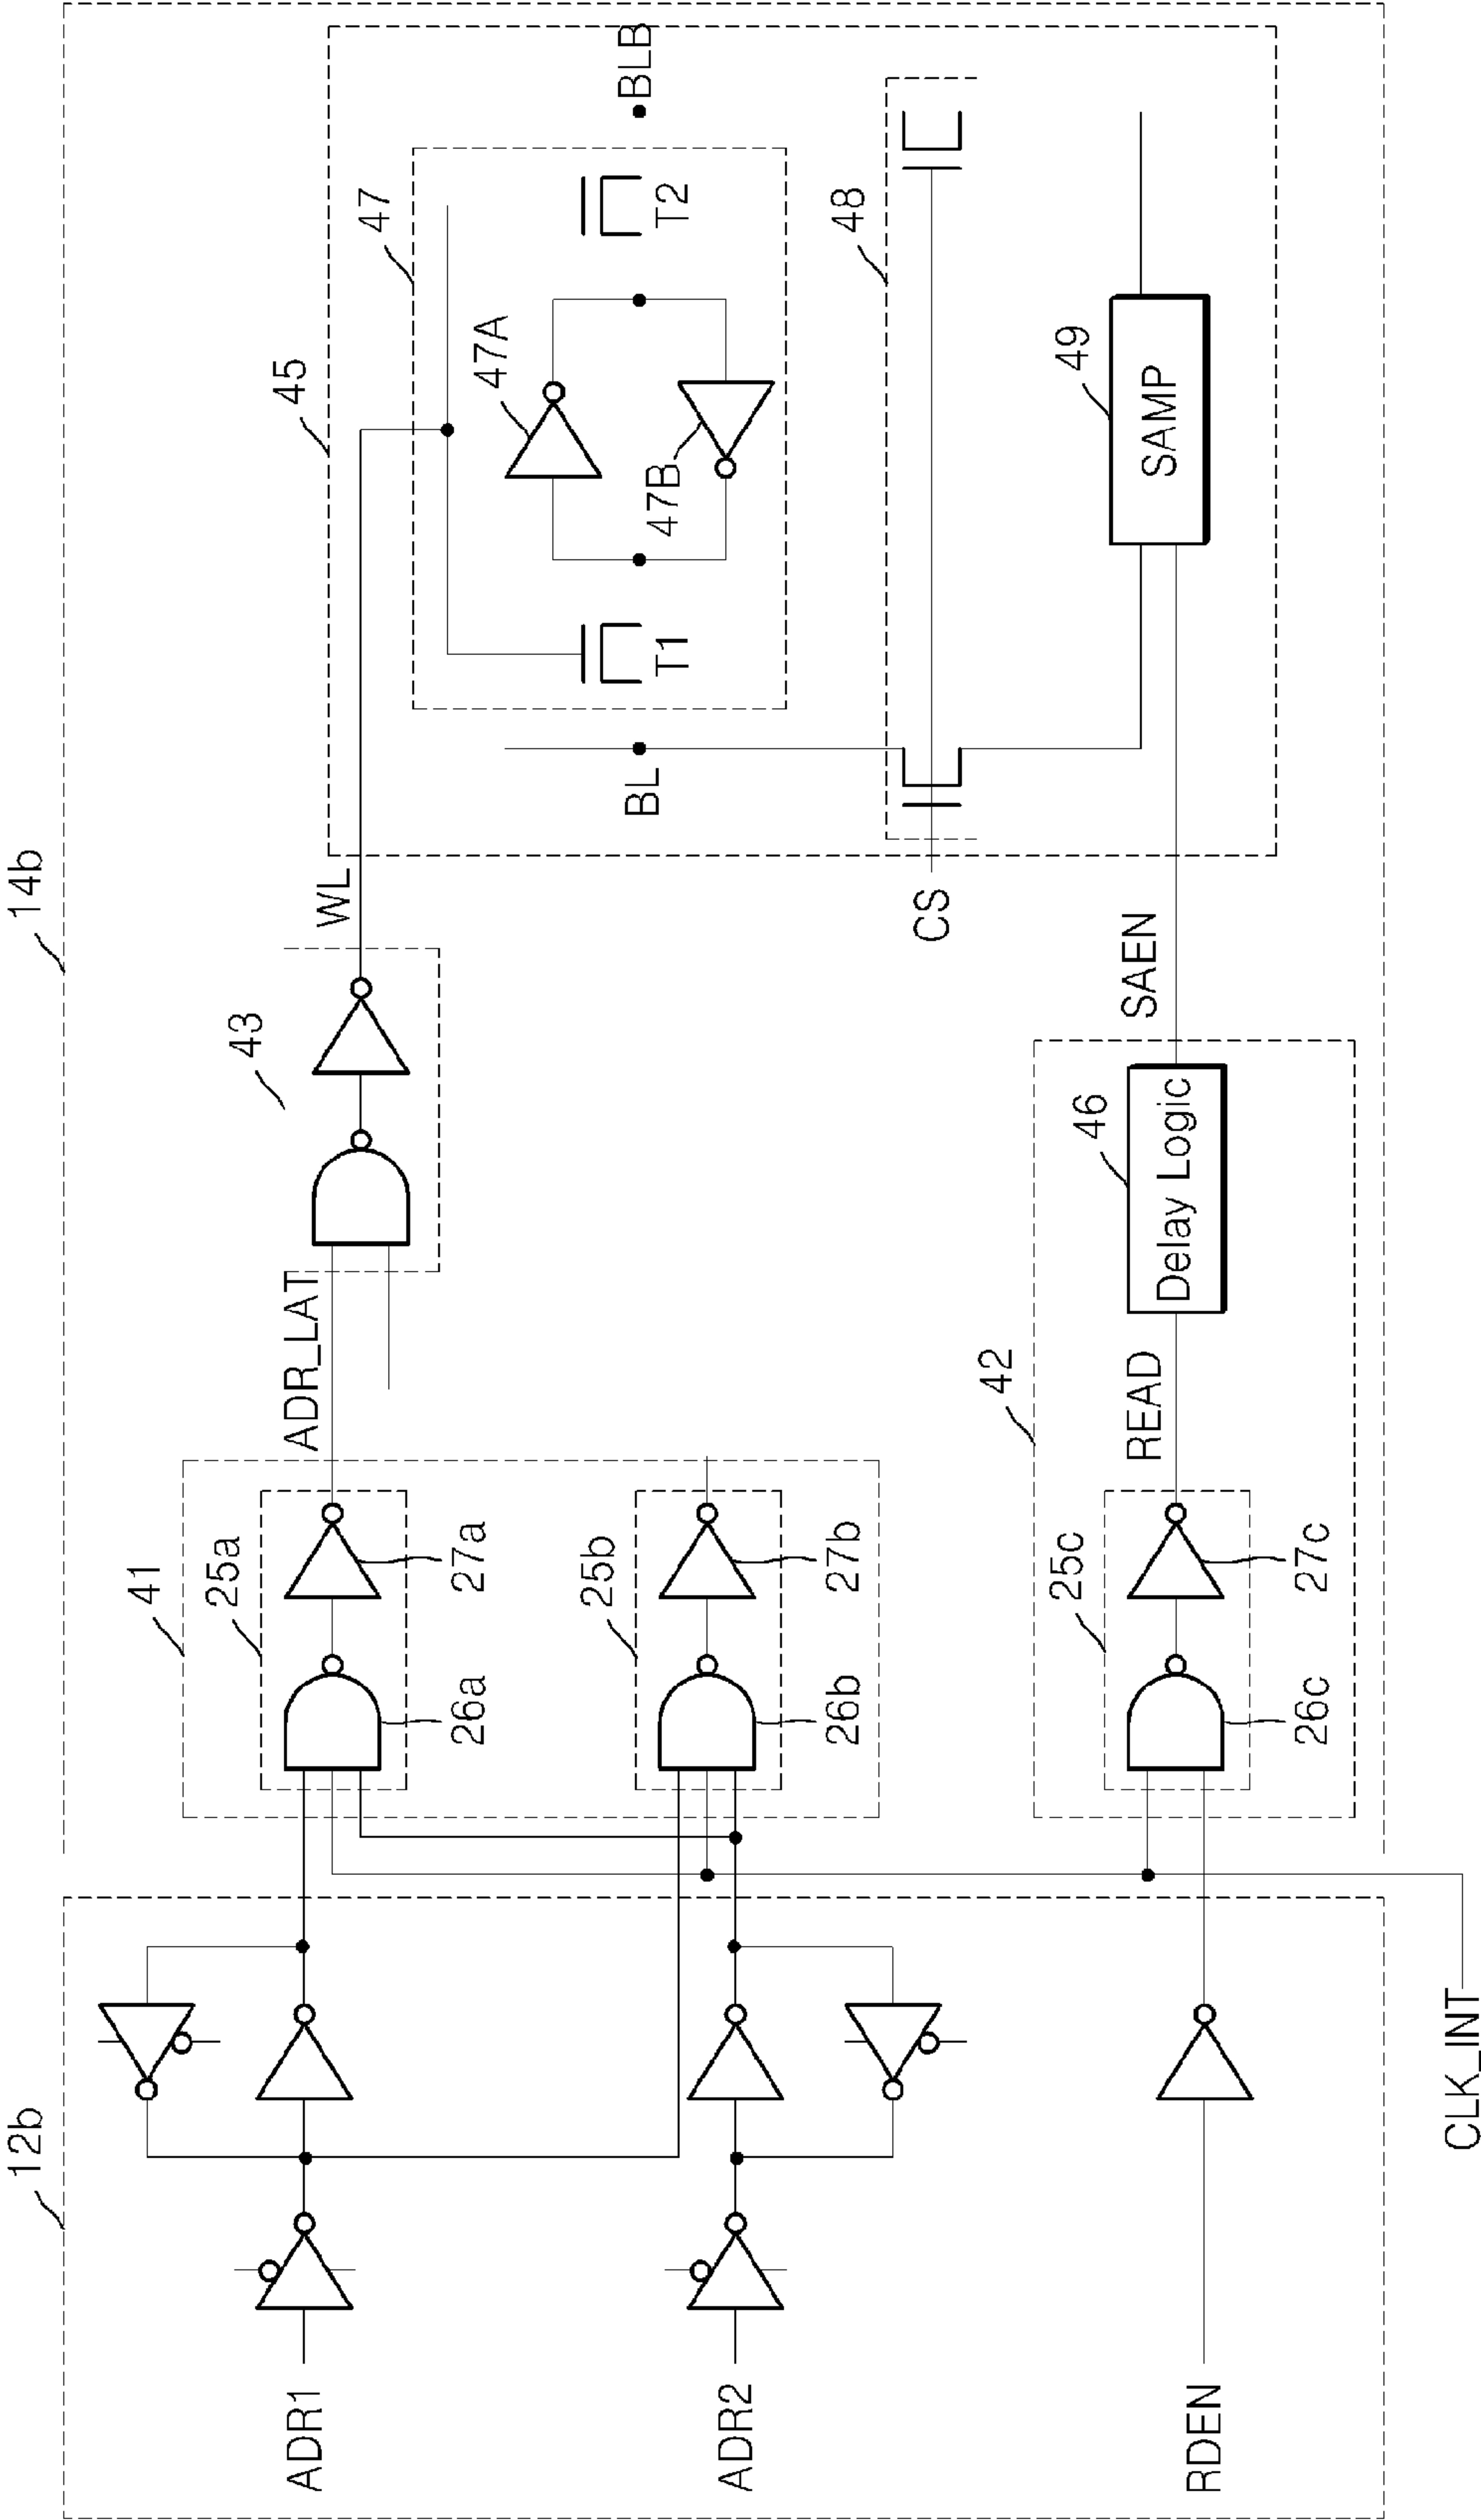 12b
14b
ADR1
ADR2
RDEN
CLK_INT
41
25a
26a
27a
25b
26b
27b
42
25c
26c
27c
READ
46
Delay Logic
SAEN
ADR_LAT
43
WL
45
47
47A
47B
T1
T2
BL
BLB
48
CS
49
SAMP